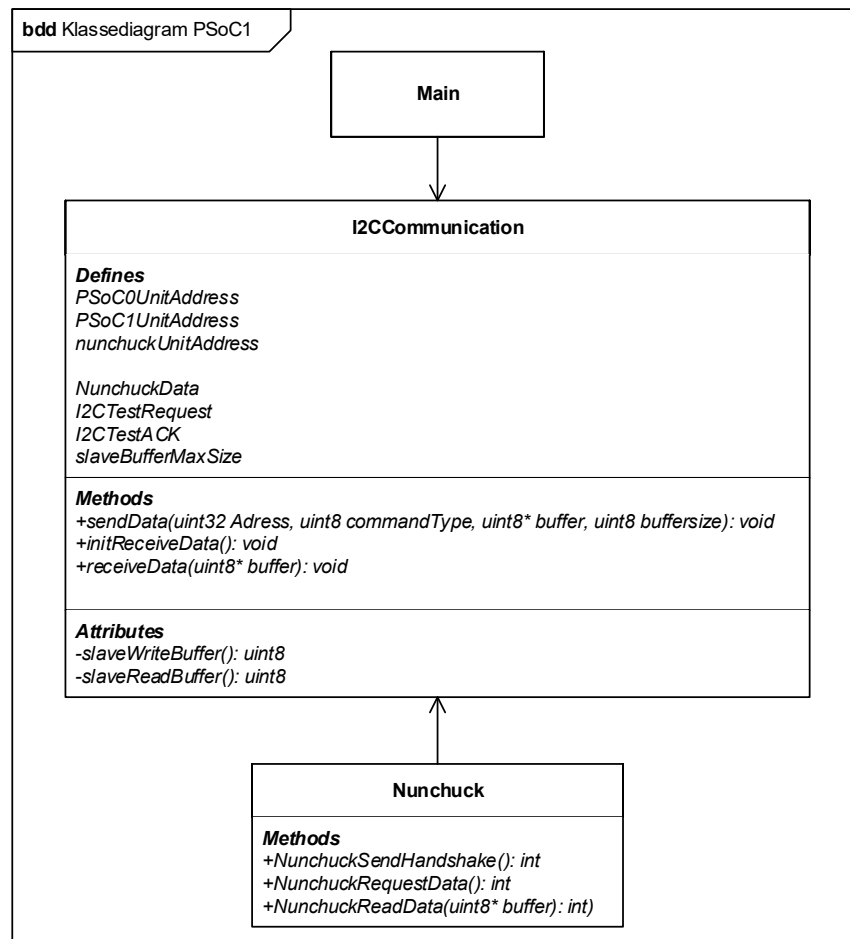 bdd Klassediagram PSoC1
Main
I2CCommunication
Defines
PSoC0UnitAddress
PSoC1UnitAddress
nunchuckUnitAddress
NunchuckData
I2CTestRequest
I2CTestACK
slaveBufferMaxSize
Methods
+sendData(uint32 Adress, uint8 commandType, uint8* buffer, uint8 buffersize): void
+initReceiveData(): void
+receiveData(uint8* buffer): void
Attributes
-slaveWriteBuffer(): uint8
-slaveReadBuffer(): uint8
Nunchuck
Methods
+NunchuckSendHandshake(): int
+NunchuckRequestData(): int
+NunchuckReadData(uint8* buffer): int)